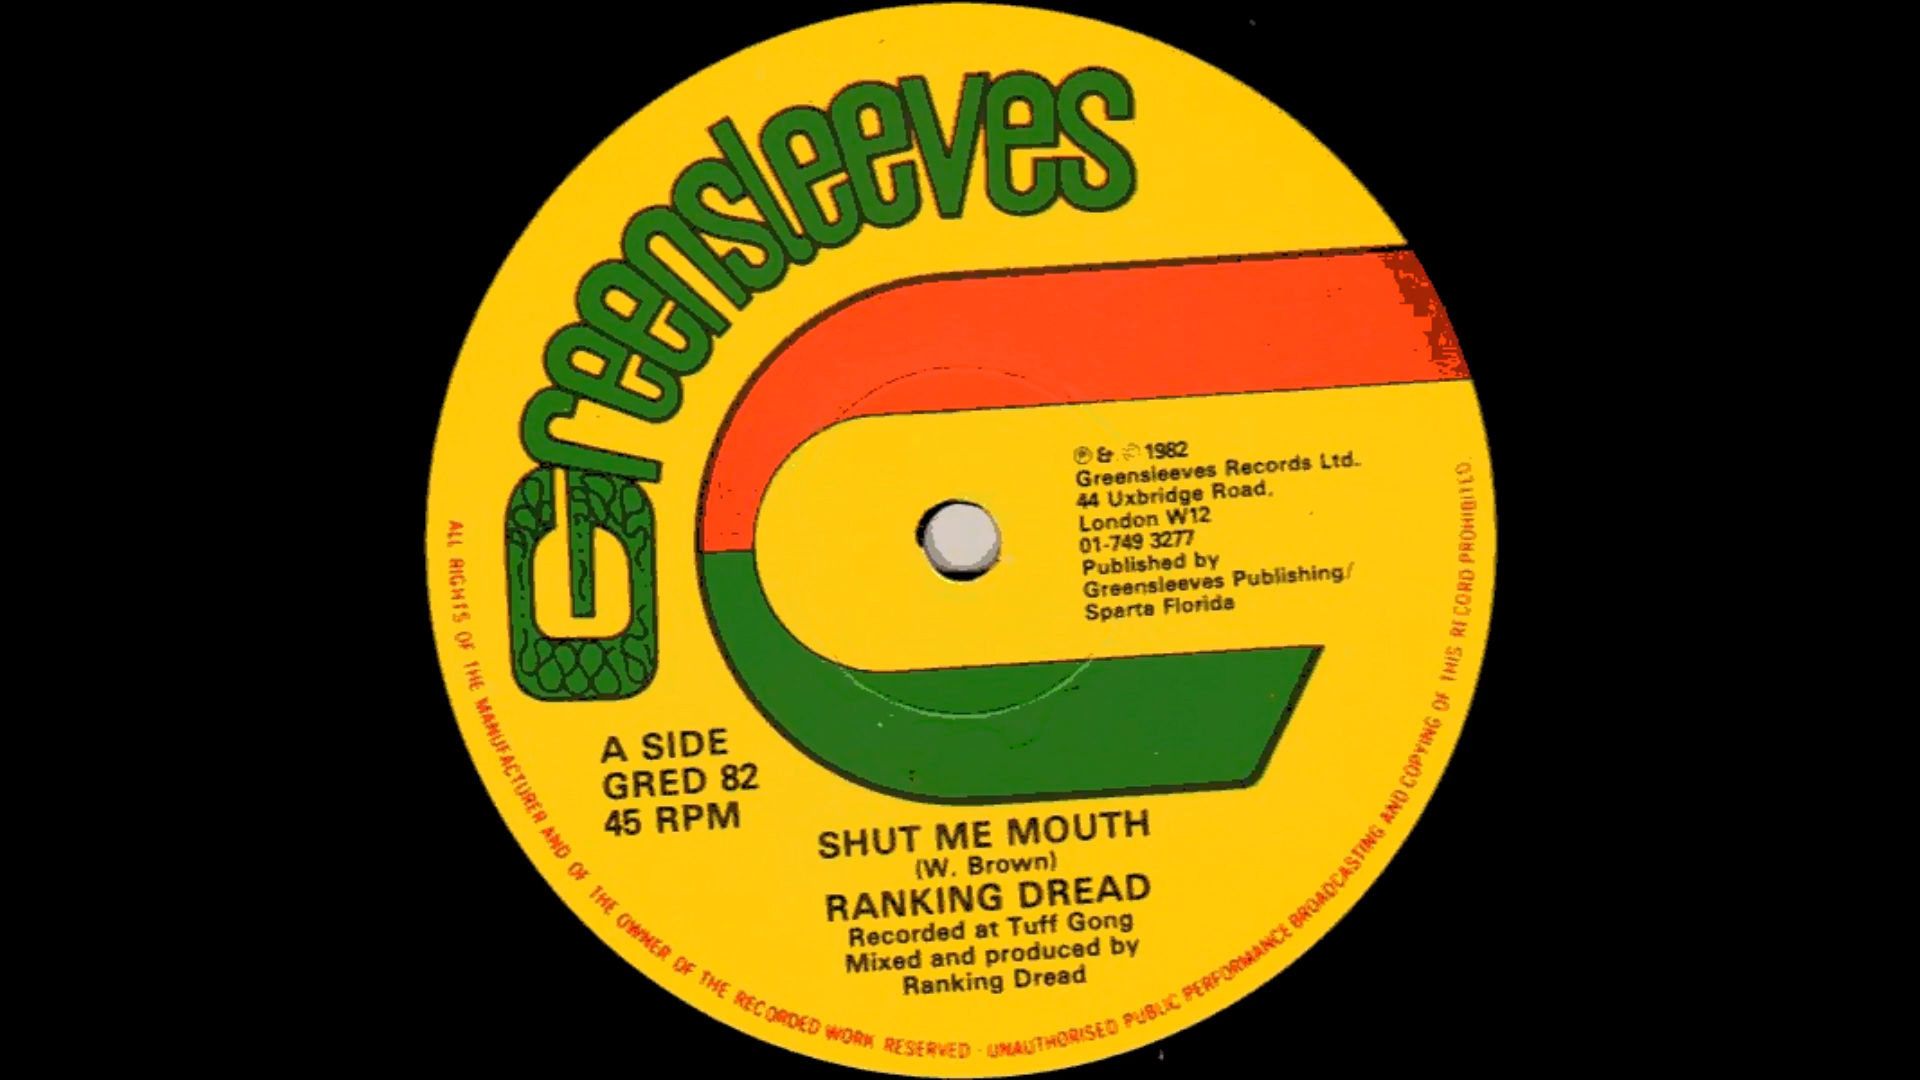 Greensleeves
℗ & © 1982
Greensleeves Records Ltd.
44 Uxbridge Road,
London W12
01-749 3277
Published by
Greensleeves Publishing/
Sparta Florida
A SIDE
GRED 82
45 RPM
SHUT ME MOUTH
(W. Brown)
RANKING DREAD
Recorded at Tuff Gong
Mixed and produced by
Ranking Dread
ALL RIGHTS OF THE MANUFACTURER AND OF THE OWNER OF THE RECORDED WORK RESERVED · UNAUTHORISED PUBLIC PERFORMANCE BROADCASTING AND COPYING OF THIS RECORD PROHIBITED